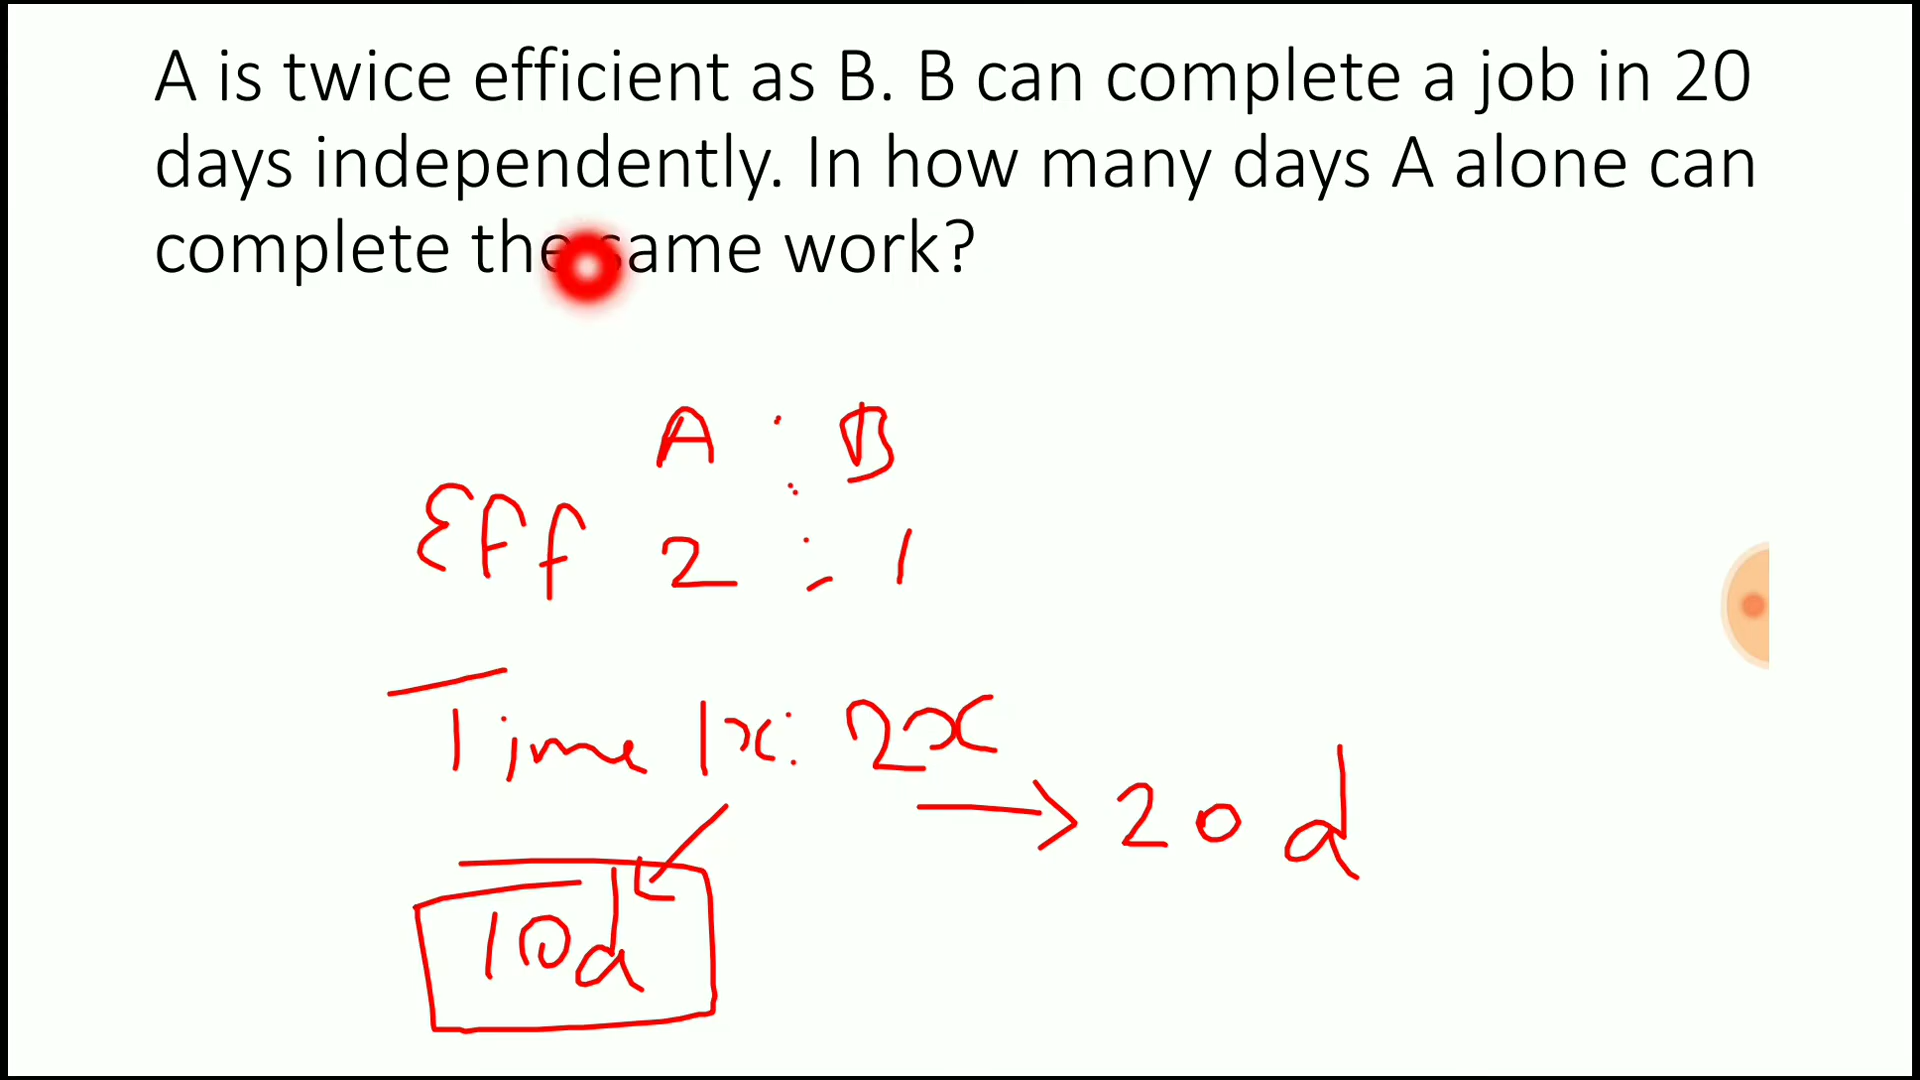 A is twice efficient as B. B can complete a job in 20
days independently. In how many days A alone can
complete the same work?
A : B
Eff 2 : 1
Time 1x : 2x
→ 20 d
10d